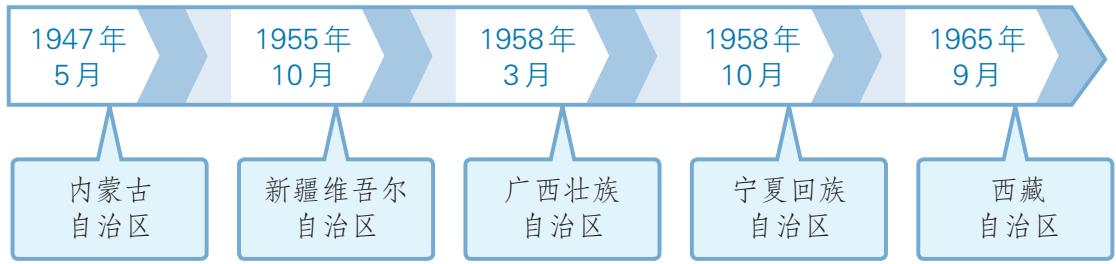 1947年
5月
1955年
10月
1958年
3月
1958年
10月
1965年
9月
内蒙古
自治区
新疆维吾尔
自治区
广西壮族
自治区
宁夏回族
自治区
西藏
自治区